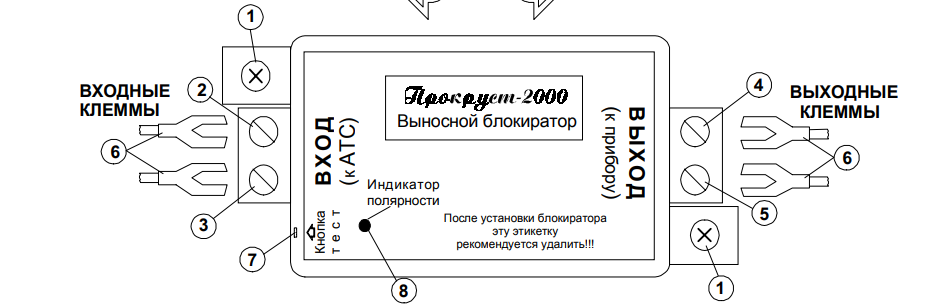 1
ВХОДНЫЕ
КЛЕММЫ
2
6
3
7
ВХОД
(к АТС)
Кнопка
тест
Прокруст-2000
Выносной блокиратор
Индикатор
полярности
8
После установки блокиратора
эту этикетку
рекомендуется удалить!!!
ВЫХОД
(к прибору)
4
ВЫХОДНЫЕ
КЛЕММЫ
6
5
1